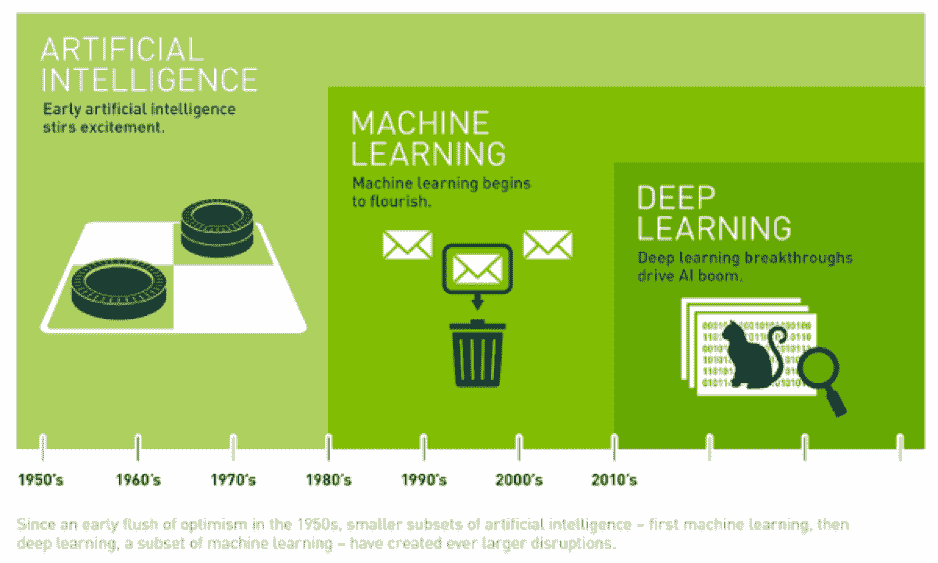 ARTIFICIAL
INTELLIGENCE
Early artificial intelligence
stirs excitement.
MACHINE
LEARNING
Machine learning begins
to flourish.
DEEP
LEARNING
Deep learning breakthroughs
drive AI boom.
1950's 1960's 1970's 1980's 1990's 2000's 2010's
Since an early flush of optimism in the 1950s, smaller subsets of artificial intelligence – first machine learning, then
deep learning, a subset of machine learning – have created ever larger disruptions.